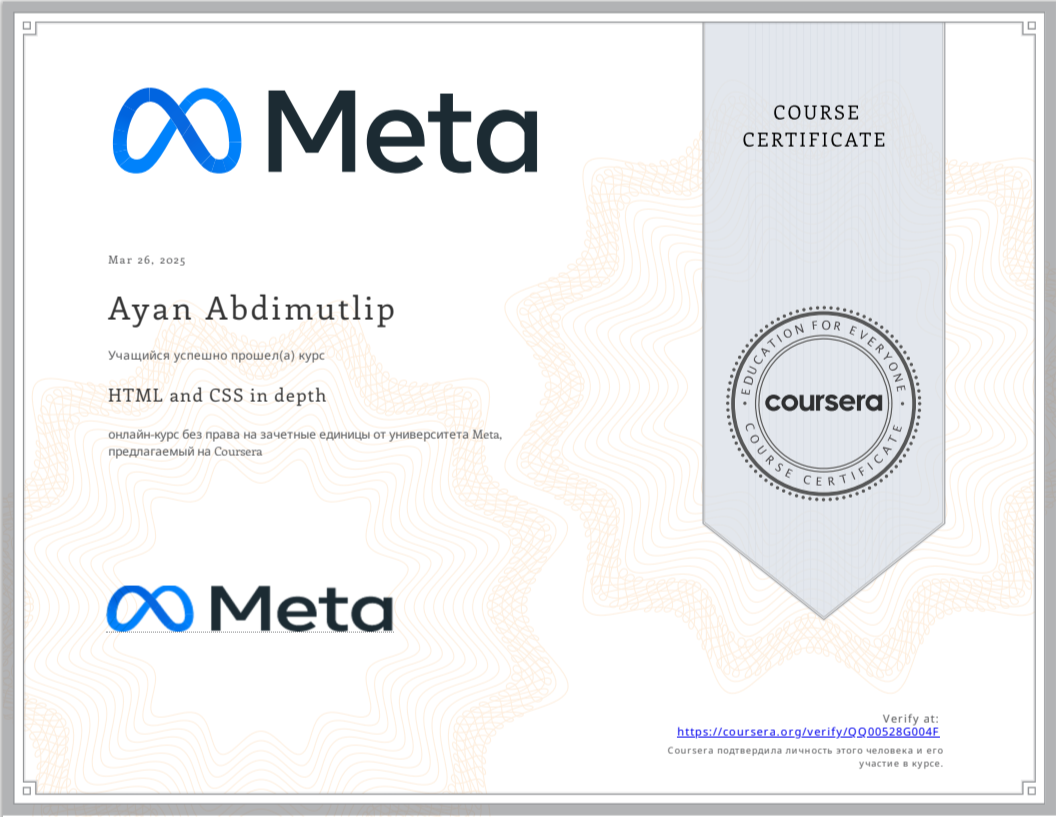 Meta
COURSE
CERTIFICATE
Mar 26, 2025
Ayan Abdimutlip
Учащийся успешно прошел(а) курс
HTML and CSS in depth
онлайн-курс без права на зачетные единицы от университета Meta,
предлагаемый на Coursera
EDUCATION FOR EVERYONE
coursera
COURSE CERTIFICATE
Meta
Verify at:
https://coursera.org/verify/QQ00528G004F
Coursera подтвердила личность этого человека и его
участие в курсе.